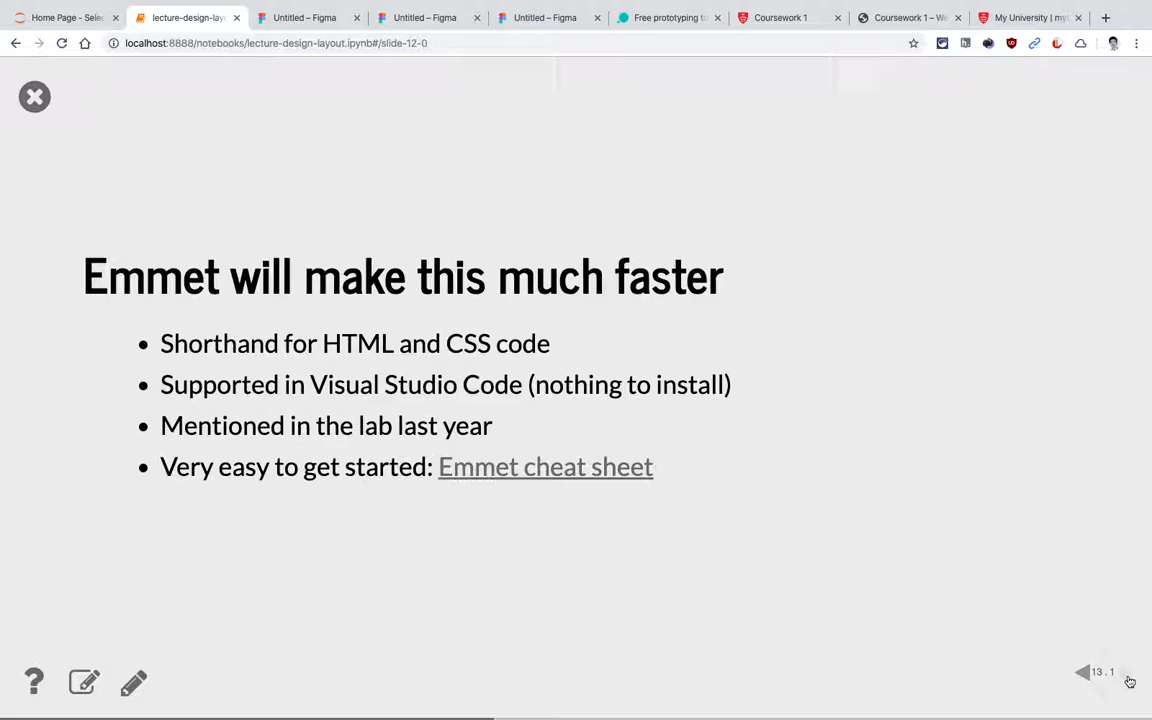 Home Page - Sele
lecture-design-lay
Untitled – Figma
Untitled – Figma
Untitled – Figma
Free prototyping t
Coursework 1
Coursework 1 – We
My University | my
localhost:8888/notebooks/lecture-design-layout.ipynb#/slide-12-0
Emmet will make this much faster
• Shorthand for HTML and CSS code
• Supported in Visual Studio Code (nothing to install)
• Mentioned in the lab last year
• Very easy to get started: Emmet cheat sheet
?
13 . 1